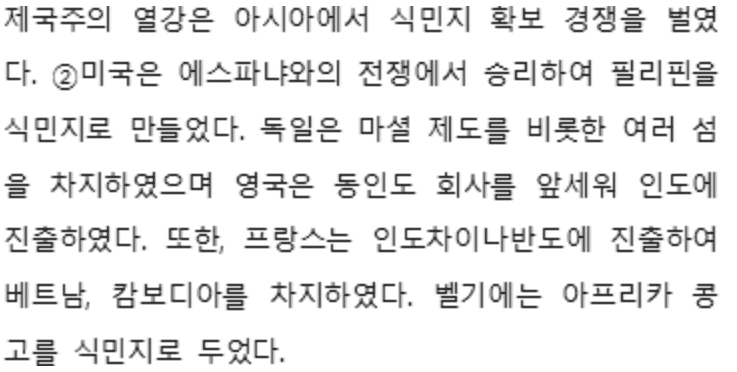 제국주의 열강은 아시아에서 식민지 확보 경쟁을 벌였
다. ②미국은 에스파냐와의 전쟁에서 승리하여 필리핀을
식민지로 만들었다. 독일은 마셜 제도를 비롯한 여러 섬
을 차지하였으며 영국은 동인도 회사를 앞세워 인도에
진출하였다. 또한, 프랑스는 인도차이나반도에 진출하여
베트남, 캄보디아를 차지하였다. 벨기에는 아프리카 콩
고를 식민지로 두었다.